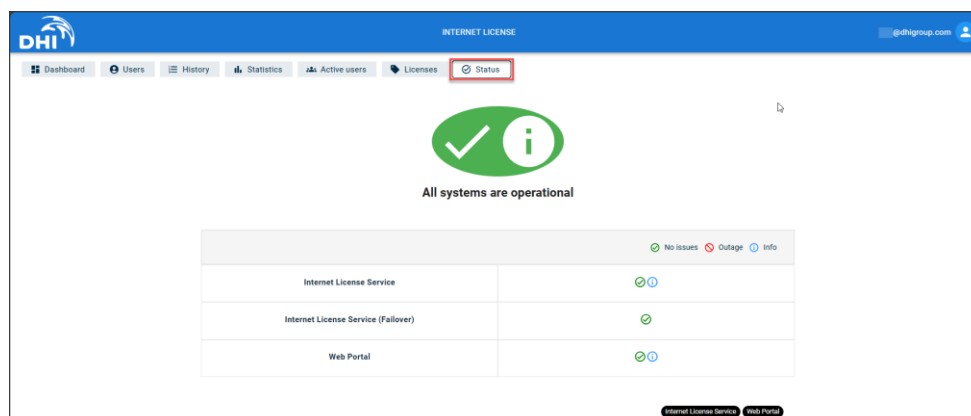 DHI
INTERNET LICENSE
@dhigroup.com
Dashboard Users History Statistics Active users Licenses Status
All systems are operational
No issues Outage Info
Internet License Service
Internet License Service (Failover)
Web Portal
Internet License Service Web Portal